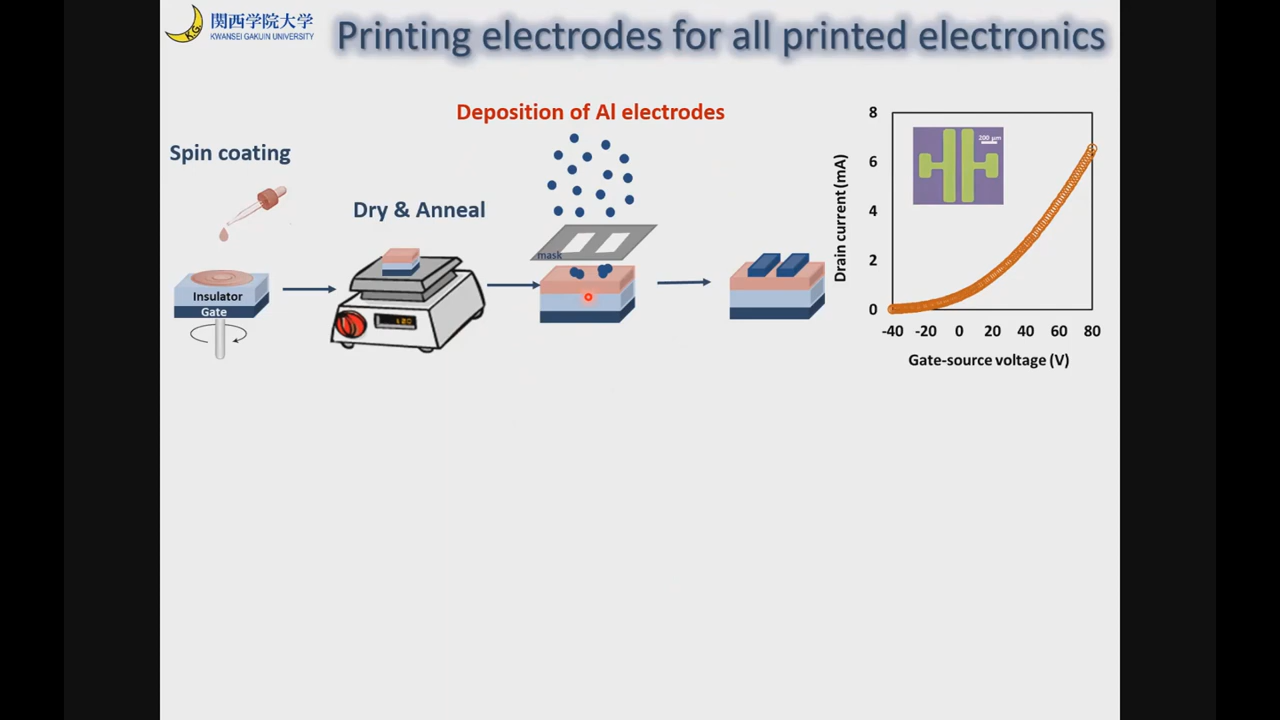 関西学院大学
KWANSEI GAKUIN UNIVERSITY
Printing electrodes for all printed electronics
Spin coating
Insulator
Gate
Dry & Anneal
Deposition of Al electrodes
mask
Drain current (mA)
8
6
4
2
0
200 μm
-40 -20 0 20 40 60 80
Gate-source voltage (V)